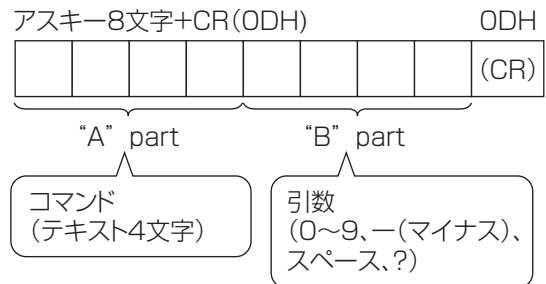 アスキー8文字+CR(0DH)
0DH
(CR)
“A” part
“B” part
コマンド
(テキスト4文字)
引数
(0〜9、ー(マイナス)、
スペース、?)